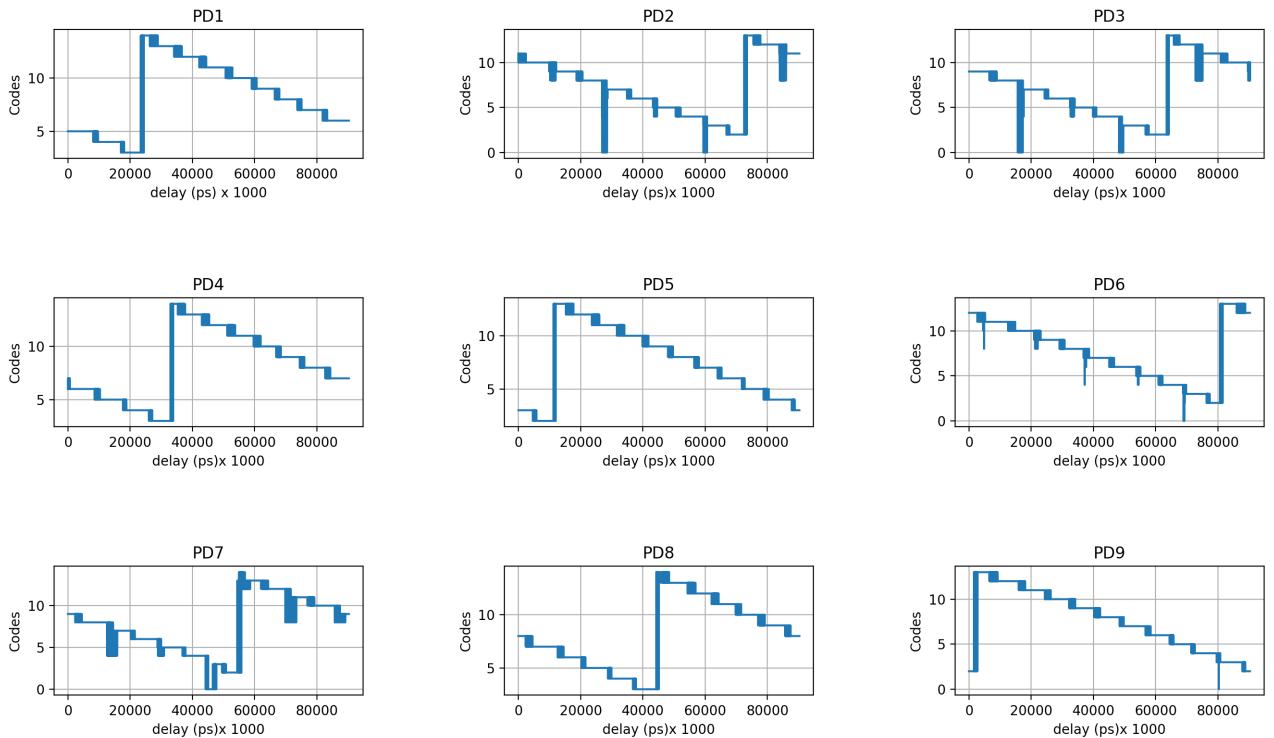 PD1 PD2 PD3
10 10 10
Codes Codes Codes
5 5 5
0 0
0 20000 40000 60000 80000 0 20000 40000 60000 80000 0 20000 40000 60000 80000
delay (ps) x 1000 delay (ps)x 1000 delay (ps)x 1000
PD4 PD5 PD6
10 10 10
Codes Codes Codes
5 5 5
0
0 20000 40000 60000 80000 0 20000 40000 60000 80000 0 20000 40000 60000 80000
delay (ps)x 1000 delay (ps)x 1000 delay (ps)x 1000
PD7 PD8 PD9
10 10 10
Codes Codes Codes
5 5 5
0 0
0 20000 40000 60000 80000 0 20000 40000 60000 80000 0 20000 40000 60000 80000
delay (ps)x 1000 delay (ps)x 1000 delay (ps)x 1000